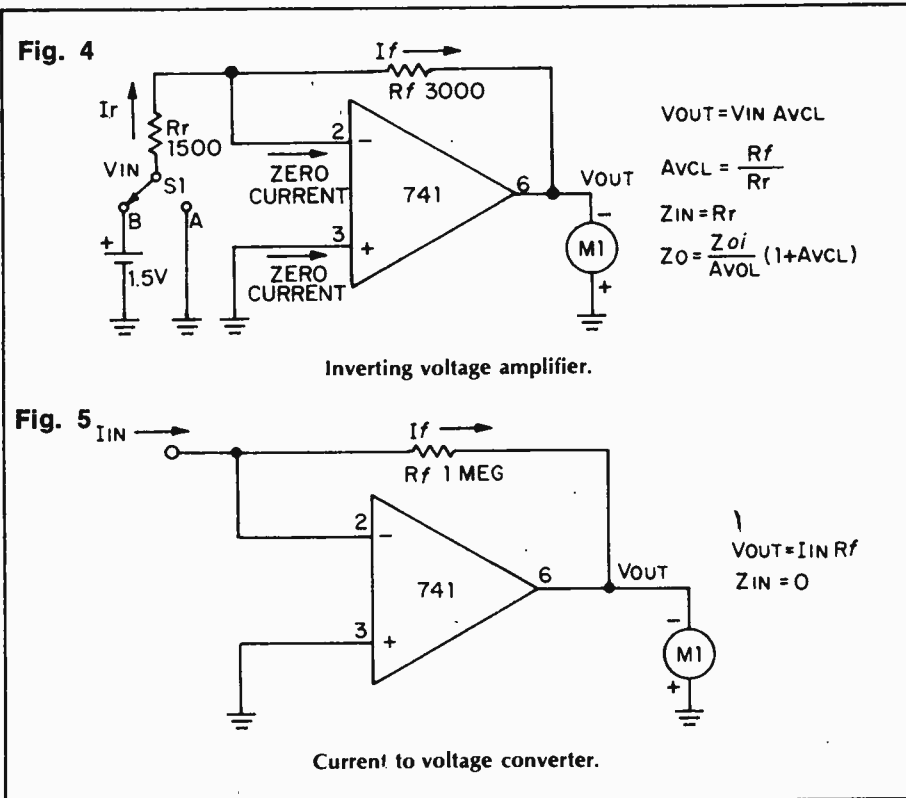 Fig. 4
If
Rf 3000
Ir
Rr
1500
VIN
S1
B
A
+
1.5V
2
-
ZERO
CURRENT
741
6
VOUT
3
+
ZERO
CURRENT
-
M1
+
VOUT = VIN AVCL
AVCL = Rf
Rr
ZIN = Rr
ZO = Zoi
AVOL (1+AVCL)
Inverting voltage amplifier.
Fig. 5
IIN
If
Rf 1 MEG
2
-
741
6
VOUT
3
+
-
M1
+
VOUT = IIN Rf
ZIN = 0
Current to voltage converter.